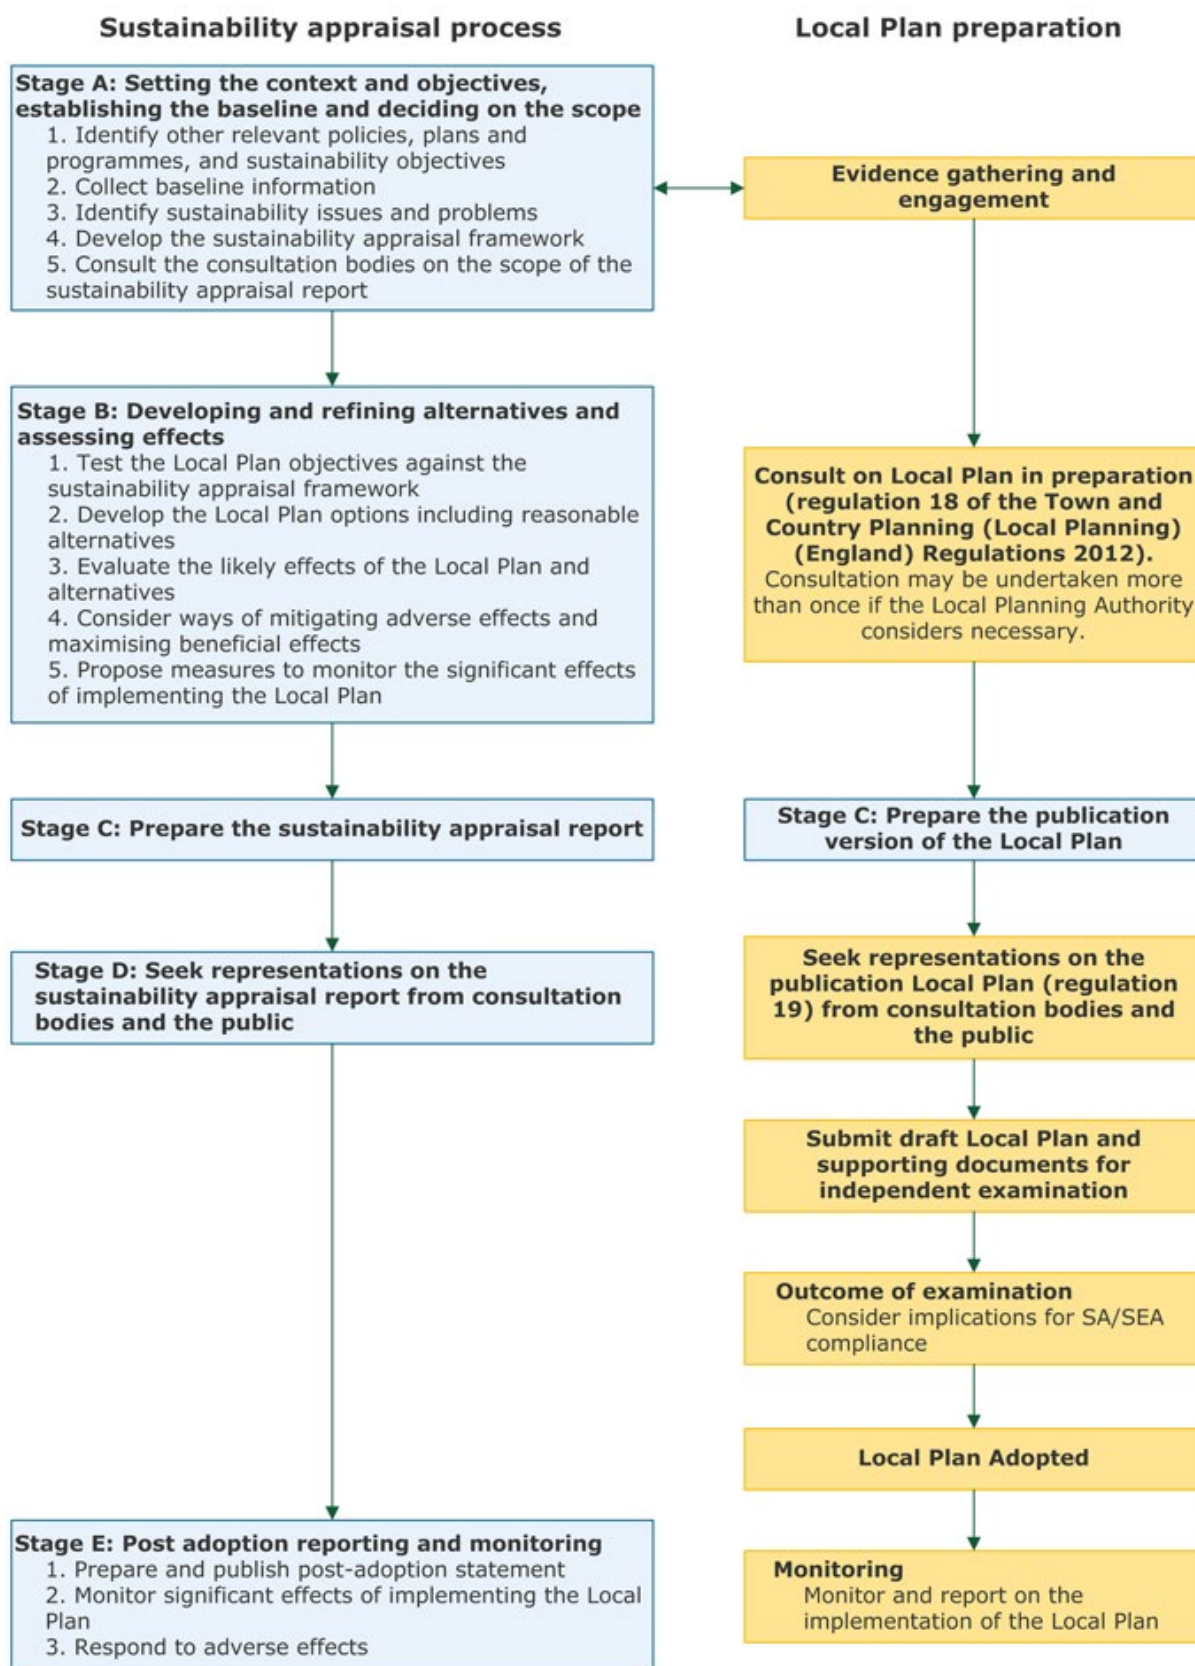 Sustainability appraisal process
Stage A: Setting the context and objectives,
establishing the baseline and deciding on the scope
1. Identify other relevant policies, plans and
programmes, and sustainability objectives
2. Collect baseline information
3. Identify sustainability issues and problems
4. Develop the sustainability appraisal framework
5. Consult the consultation bodies on the scope of the
sustainability appraisal report
Stage B: Developing and refining alternatives and
assessing effects
1. Test the Local Plan objectives against the
sustainability appraisal framework
2. Develop the Local Plan options including reasonable
alternatives
3. Evaluate the likely effects of the Local Plan and
alternatives
4. Consider ways of mitigating adverse effects and
maximising beneficial effects
5. Propose measures to monitor the significant effects
of implementing the Local Plan
Stage C: Prepare the sustainability appraisal report
Stage D: Seek representations on the
sustainability appraisal report from consultation
bodies and the public
Stage E: Post adoption reporting and monitoring
1. Prepare and publish post-adoption statement
2. Monitor significant effects of implementing the Local
Plan
3. Respond to adverse effects
Local Plan preparation
Evidence gathering and
engagement
Consult on Local Plan in preparation
(regulation 18 of the Town and
Country Planning (Local Planning)
(England) Regulations 2012).
Consultation may be undertaken more
than once if the Local Planning Authority
considers necessary.
Stage C: Prepare the publication
version of the Local Plan
Seek representations on the
publication Local Plan (regulation
19) from consultation bodies and
the public
Submit draft Local Plan and
supporting documents for
independent examination
Outcome of examination
Consider implications for SA/SEA
compliance
Local Plan Adopted
Monitoring
Monitor and report on the
implementation of the Local Plan